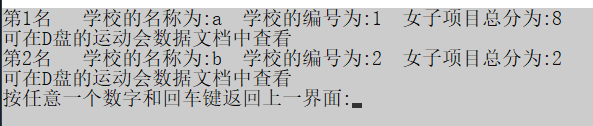 第1名   学校的名称为:a  学校的编号为:1  女子项目总分为:8
可在D盘的运动会数据文档中查看
第2名   学校的名称为:b  学校的编号为:2  女子项目总分为:2
可在D盘的运动会数据文档中查看
按任意一个数字和回车键返回上一界面: